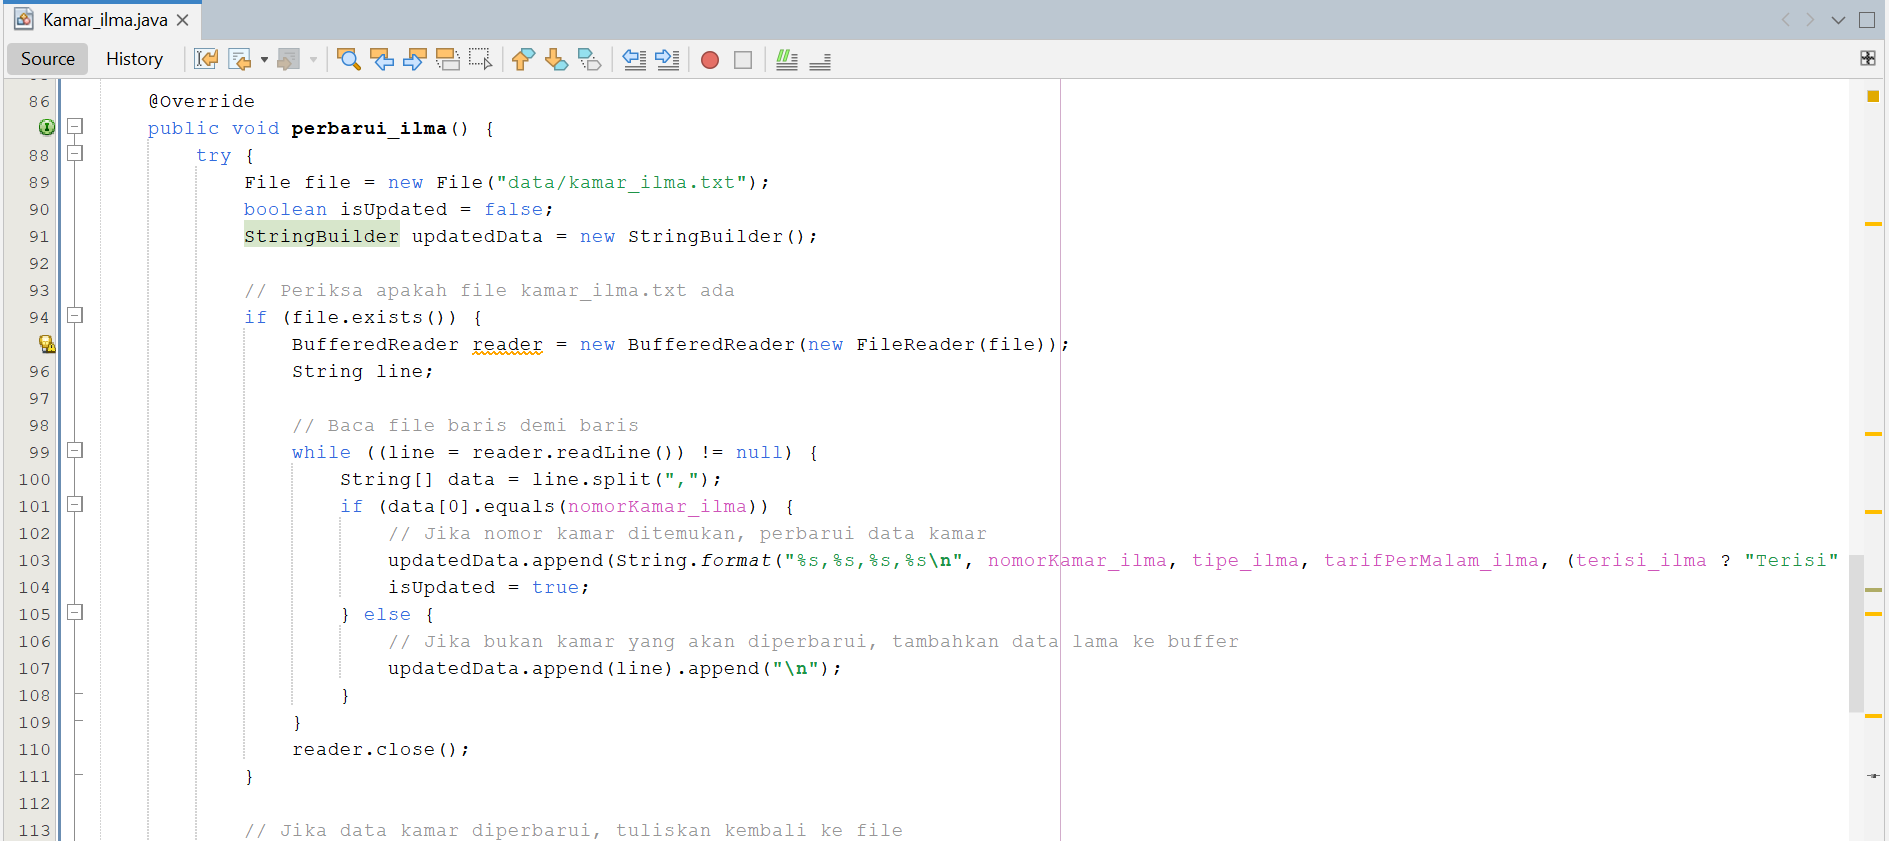 Kamar_ilma.java
Source History
86 @Override
public void perbarui_ilma() {
88 try {
89 File file = new File("data/kamar_ilma.txt");
90 boolean isUpdated = false;
91 StringBuilder updatedData = new StringBuilder();
92
93 // Periksa apakah file kamar_ilma.txt ada
94 if (file.exists()) {
BufferedReader reader = new BufferedReader(new FileReader(file));
96 String line;
97
98 // Baca file baris demi baris
99 while ((line = reader.readLine()) != null) {
100 String[] data = line.split(",");
101 if (data[0].equals(nomorKamar_ilma)) {
102 // Jika nomor kamar ditemukan, perbarui data kamar
103 updatedData.append(String.format("%s,%s,%s,%s\n", nomorKamar_ilma, tipe_ilma, tarifPerMalam_ilma, (terisi_ilma ? "Terisi"
104 isUpdated = true;
105 } else {
106 // Jika bukan kamar yang akan diperbarui, tambahkan data lama ke buffer
107 updatedData.append(line).append("\n");
108 }
109 }
110 reader.close();
111 }
112
113 // Jika data kamar diperbarui, tuliskan kembali ke file